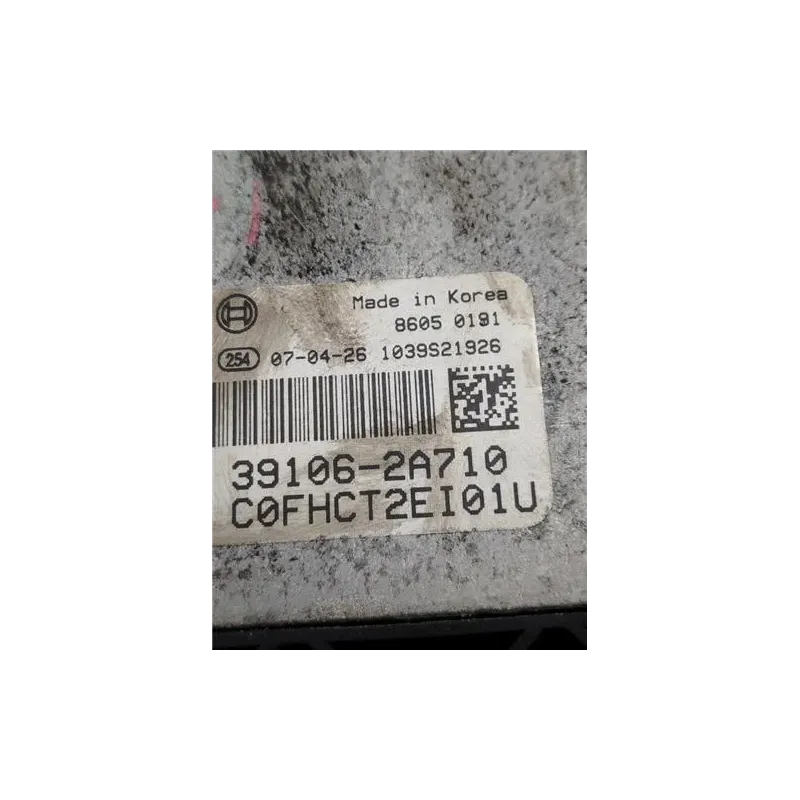 Made in Korea
8605 0191
254 07-04-26 1039S21926
39106-2A710
C0FHCT2EI01U